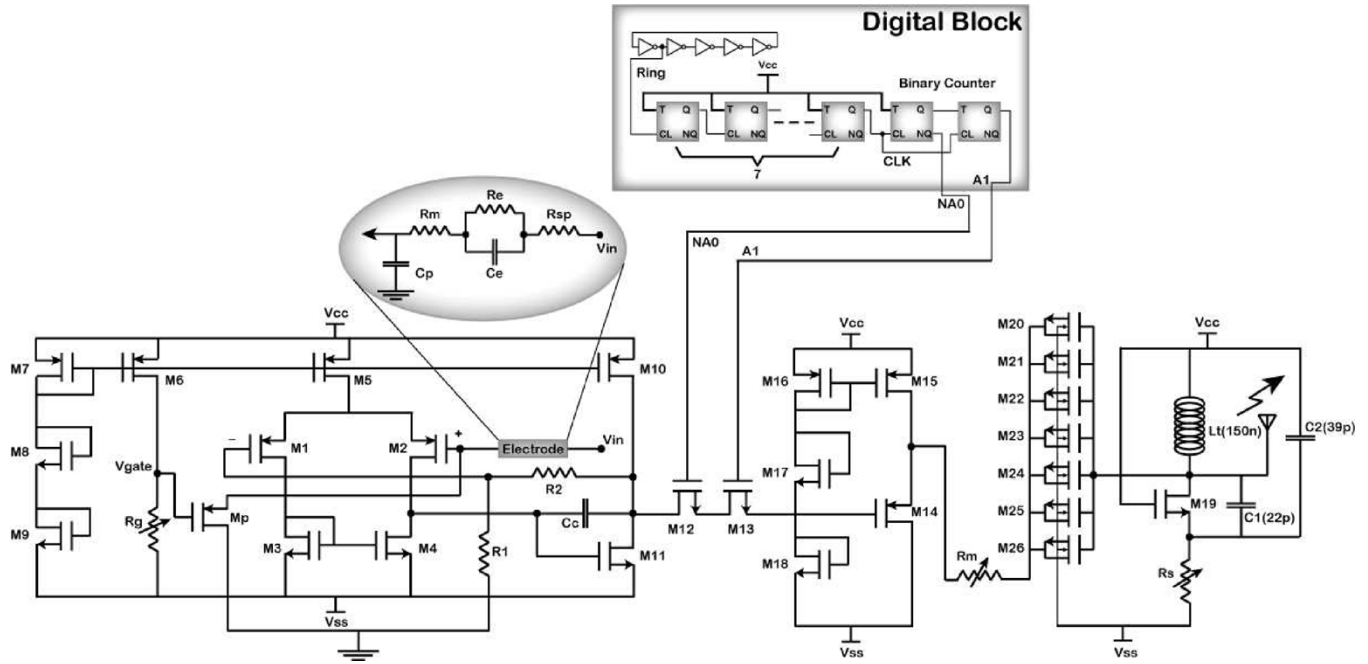 Digital Block
Ring
Vcc
Binary Counter
T Q T Q T Q T Q T Q
CL NQ CL NQ CL NQ CL NQ CL NQ
7
CLK
A1
NA0
Re
Rm
Rsp
Vin
Cp
Ce
NA0
A1
Vcc
M7
M6
M5
M10
M8
M1
M2
+
–
Electrode
Vin
Vgate
R2
Rg
Mp
M9
M3
M4
R1
Cc
M11
Vss
M12
M13
Vcc
M16
M15
M17
M14
M18
Vss
Rm
M20
M21
M22
M23
M24
M25
M26
Vcc
Lt(150n)
C2(39p)
M19
C1(22p)
Rs
Vss